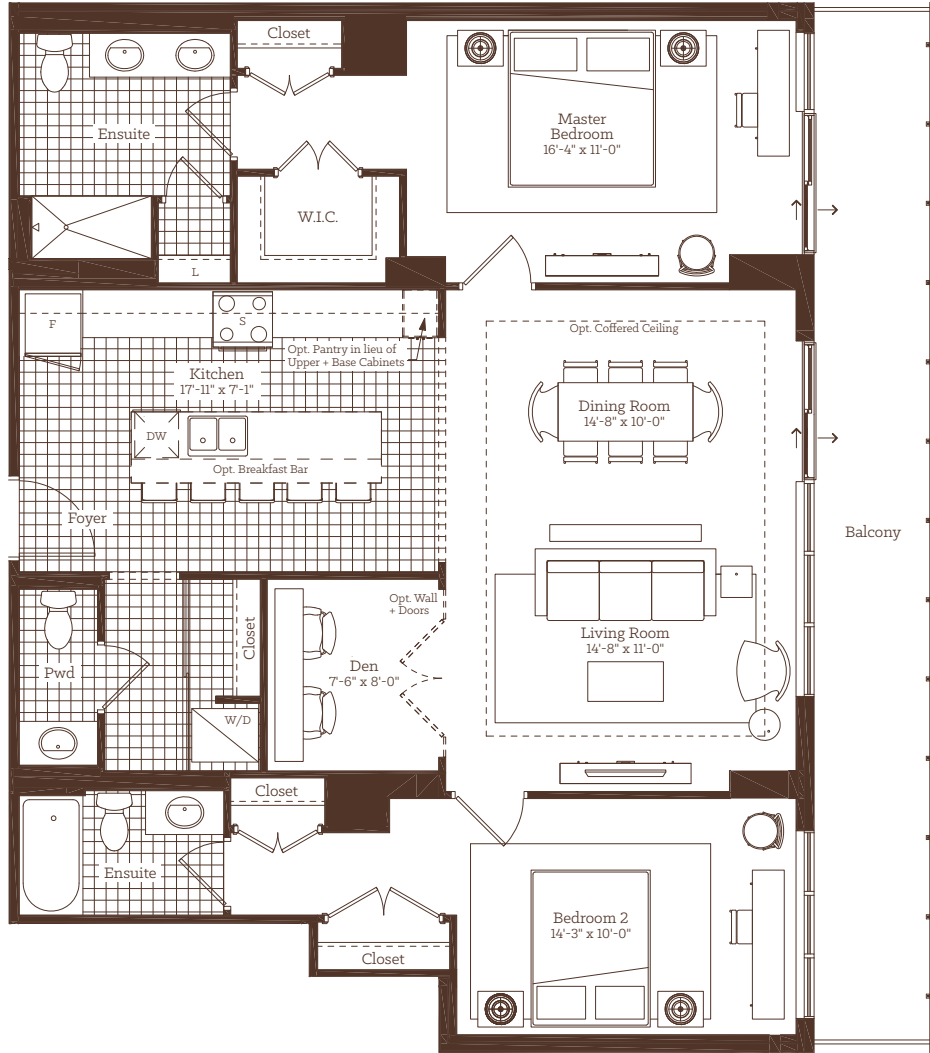 Closet
Ensuite
Master
Bedroom
16'-4" x 11'-0"
W.I.C.
L
F
S
Opt. Coffered Ceiling
Opt. Pantry in lieu of
Upper + Base Cabinets
Kitchen
17'-11" x 7'-1"
Dining Room
14'-8" x 10'-0"
DW
Opt. Breakfast Bar
Foyer
Balcony
Opt. Wall
+ Doors
Closet
Living Room
14'-8" x 11'-0"
Pwd
Den
7'-6" x 8'-0"
W/D
Closet
Ensuite
Bedroom 2
14'-3" x 10'-0"
Closet